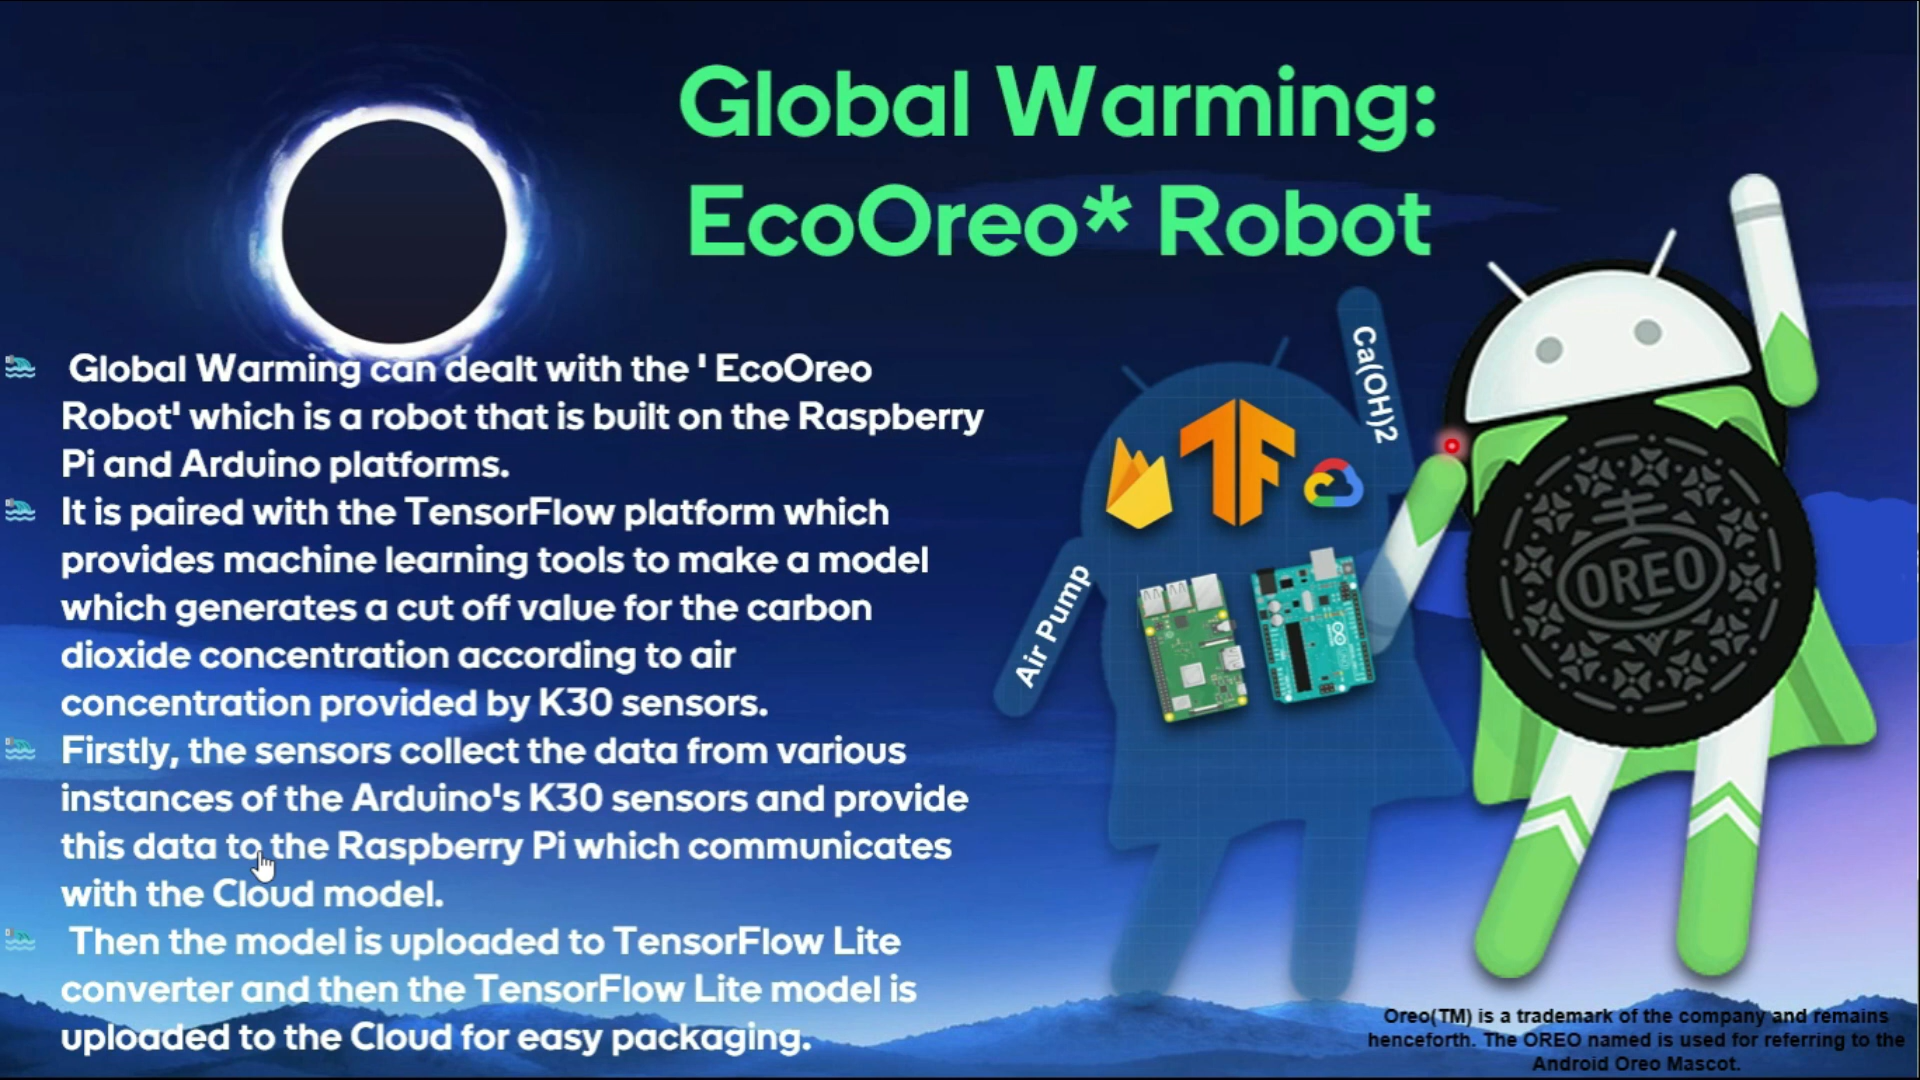 Global Warming:
EcoOreo* Robot
Global Warming can dealt with the ' EcoOreo
Robot' which is a robot that is built on the Raspberry
Pi and Arduino platforms.
It is paired with the TensorFlow platform which
provides machine learning tools to make a model
which generates a cut off value for the carbon
dioxide concentration according to air
concentration provided by K30 sensors.
Firstly, the sensors collect the data from various
instances of the Arduino's K30 sensors and provide
this data to the Raspberry Pi which communicates
with the Cloud model.
Then the model is uploaded to TensorFlow Lite
converter and then the TensorFlow Lite model is
uploaded to the Cloud for easy packaging.
Ca(OH)2
Air Pump
OREO
Oreo(TM) is a trademark of the company and remains
henceforth. The OREO named is used for referring to the
Android Oreo Mascot.